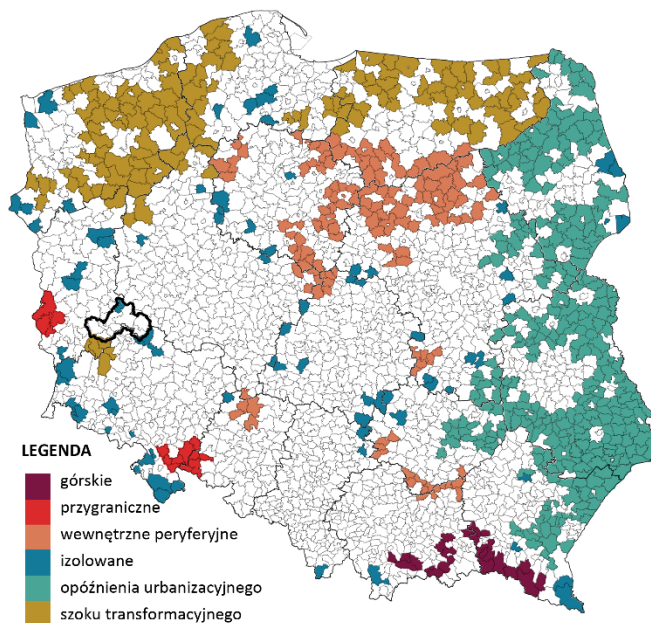 LEGENDA
górskie
przygraniczne
wewnętrzne peryferyjne
izolowane
opóźnienia urbanizacyjnego
szoku transformacyjnego